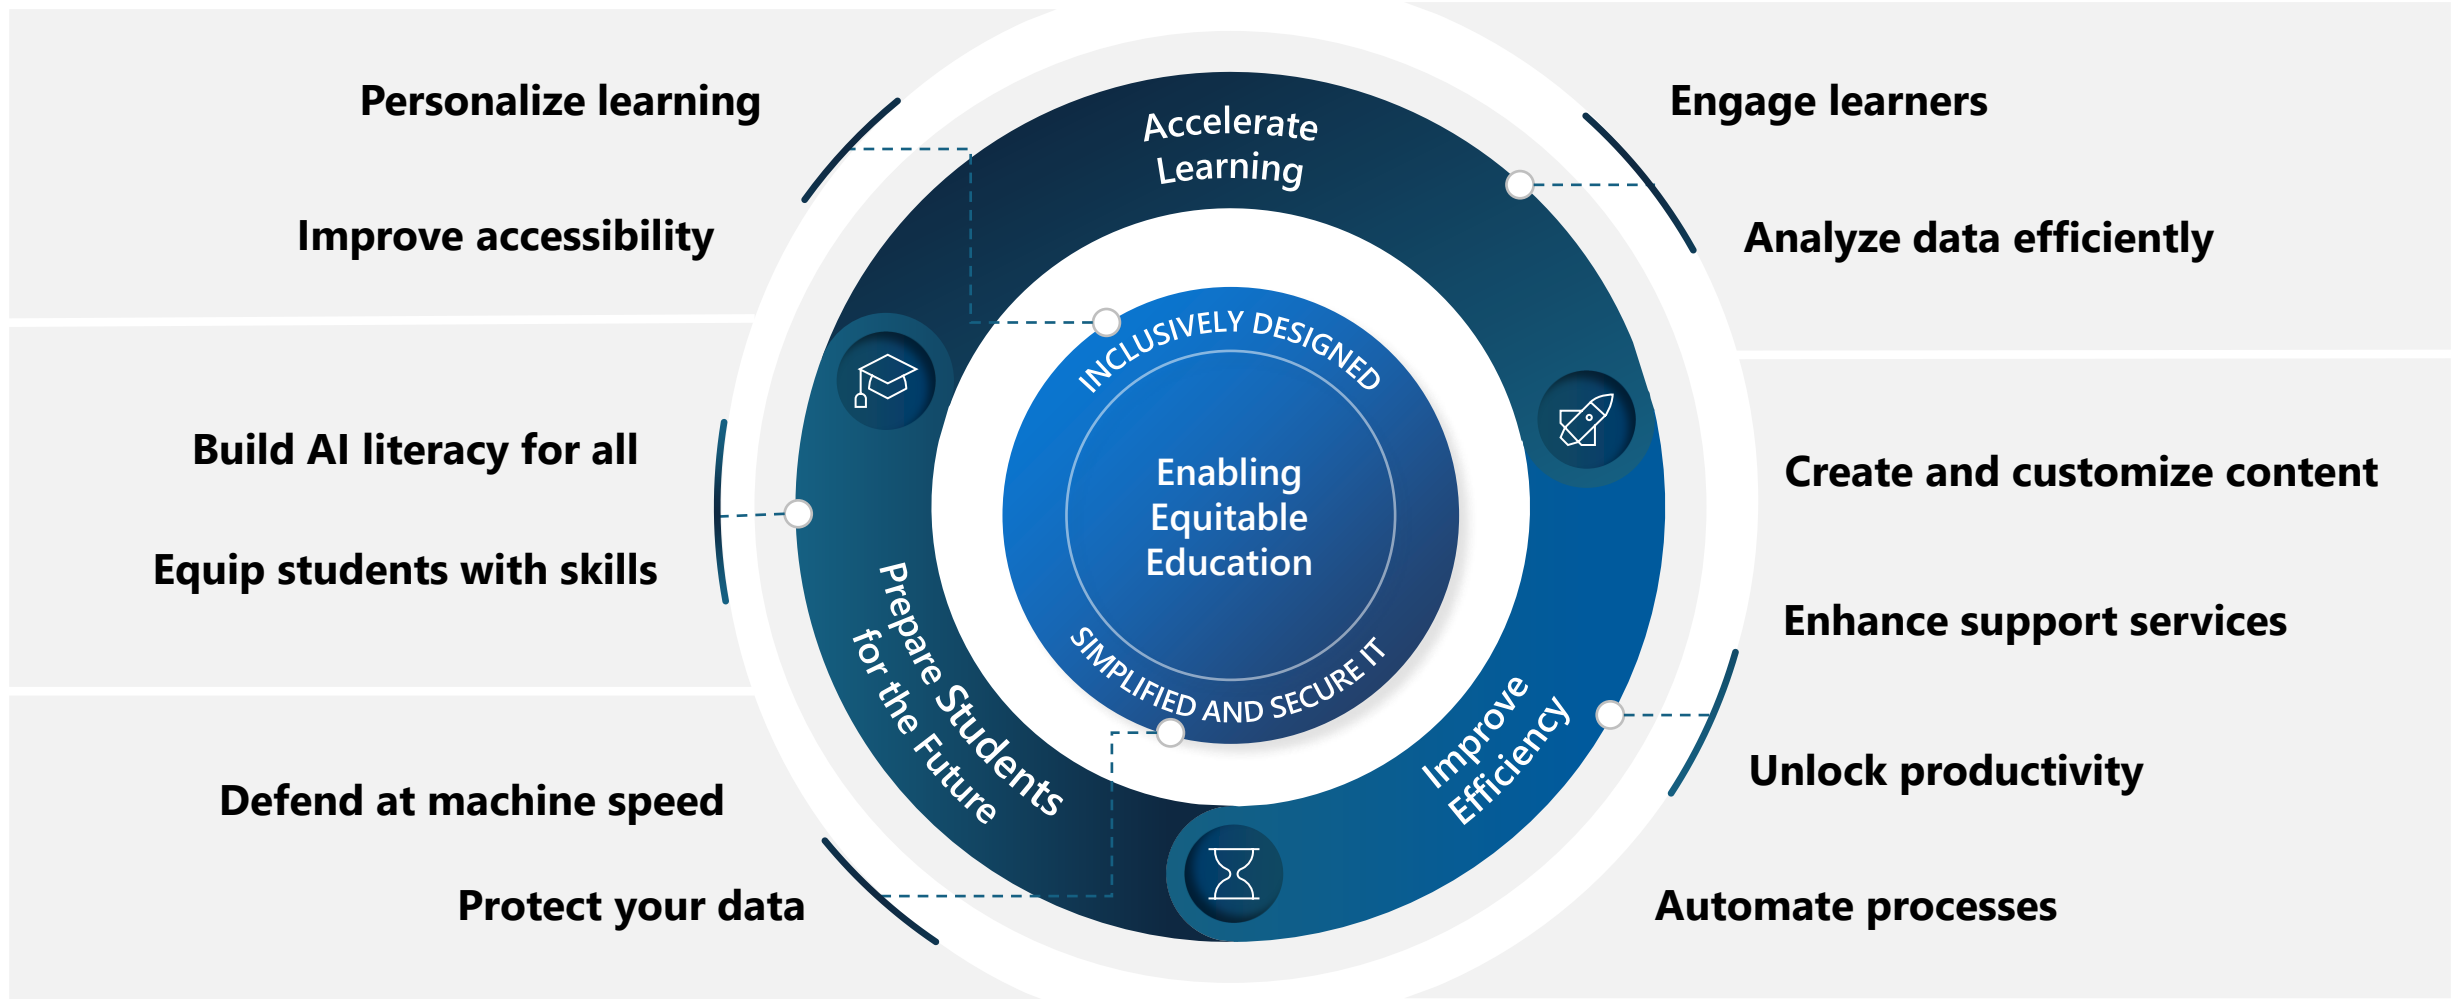 Personalize learning
Improve accessibility
Build AI literacy for all
Equip students with skills
Defend at machine speed
Protect your data
Accelerate
Learning
INCLUSIVELY DESIGNED
Enabling
Equitable
Education
SIMPLIFIED AND SECURE IT
Prepare Students
for the Future
Improve
Efficiency
Engage learners
Analyze data efficiently
Create and customize content
Enhance support services
Unlock productivity
Automate processes